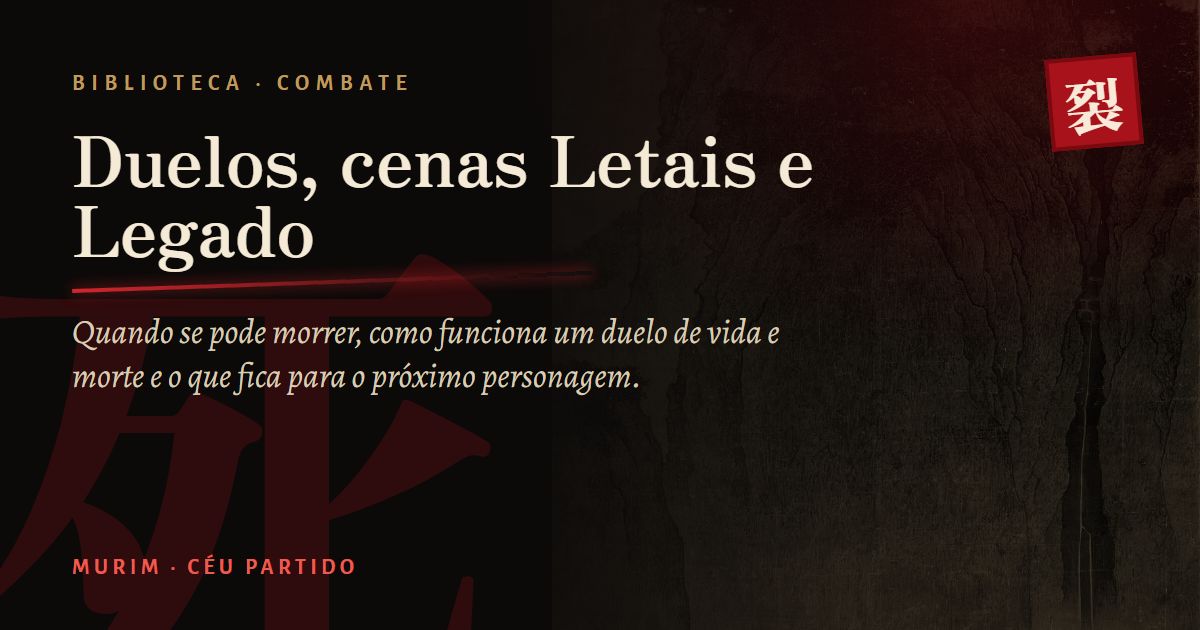 BIBLIOTECA · COMBATE
裂
Duelos, cenas Letais e
Legado
Quando se pode morrer, como funciona um duelo de vida e
morte e o que fica para o próximo personagem.
死
MURIM · CÉU PARTIDO